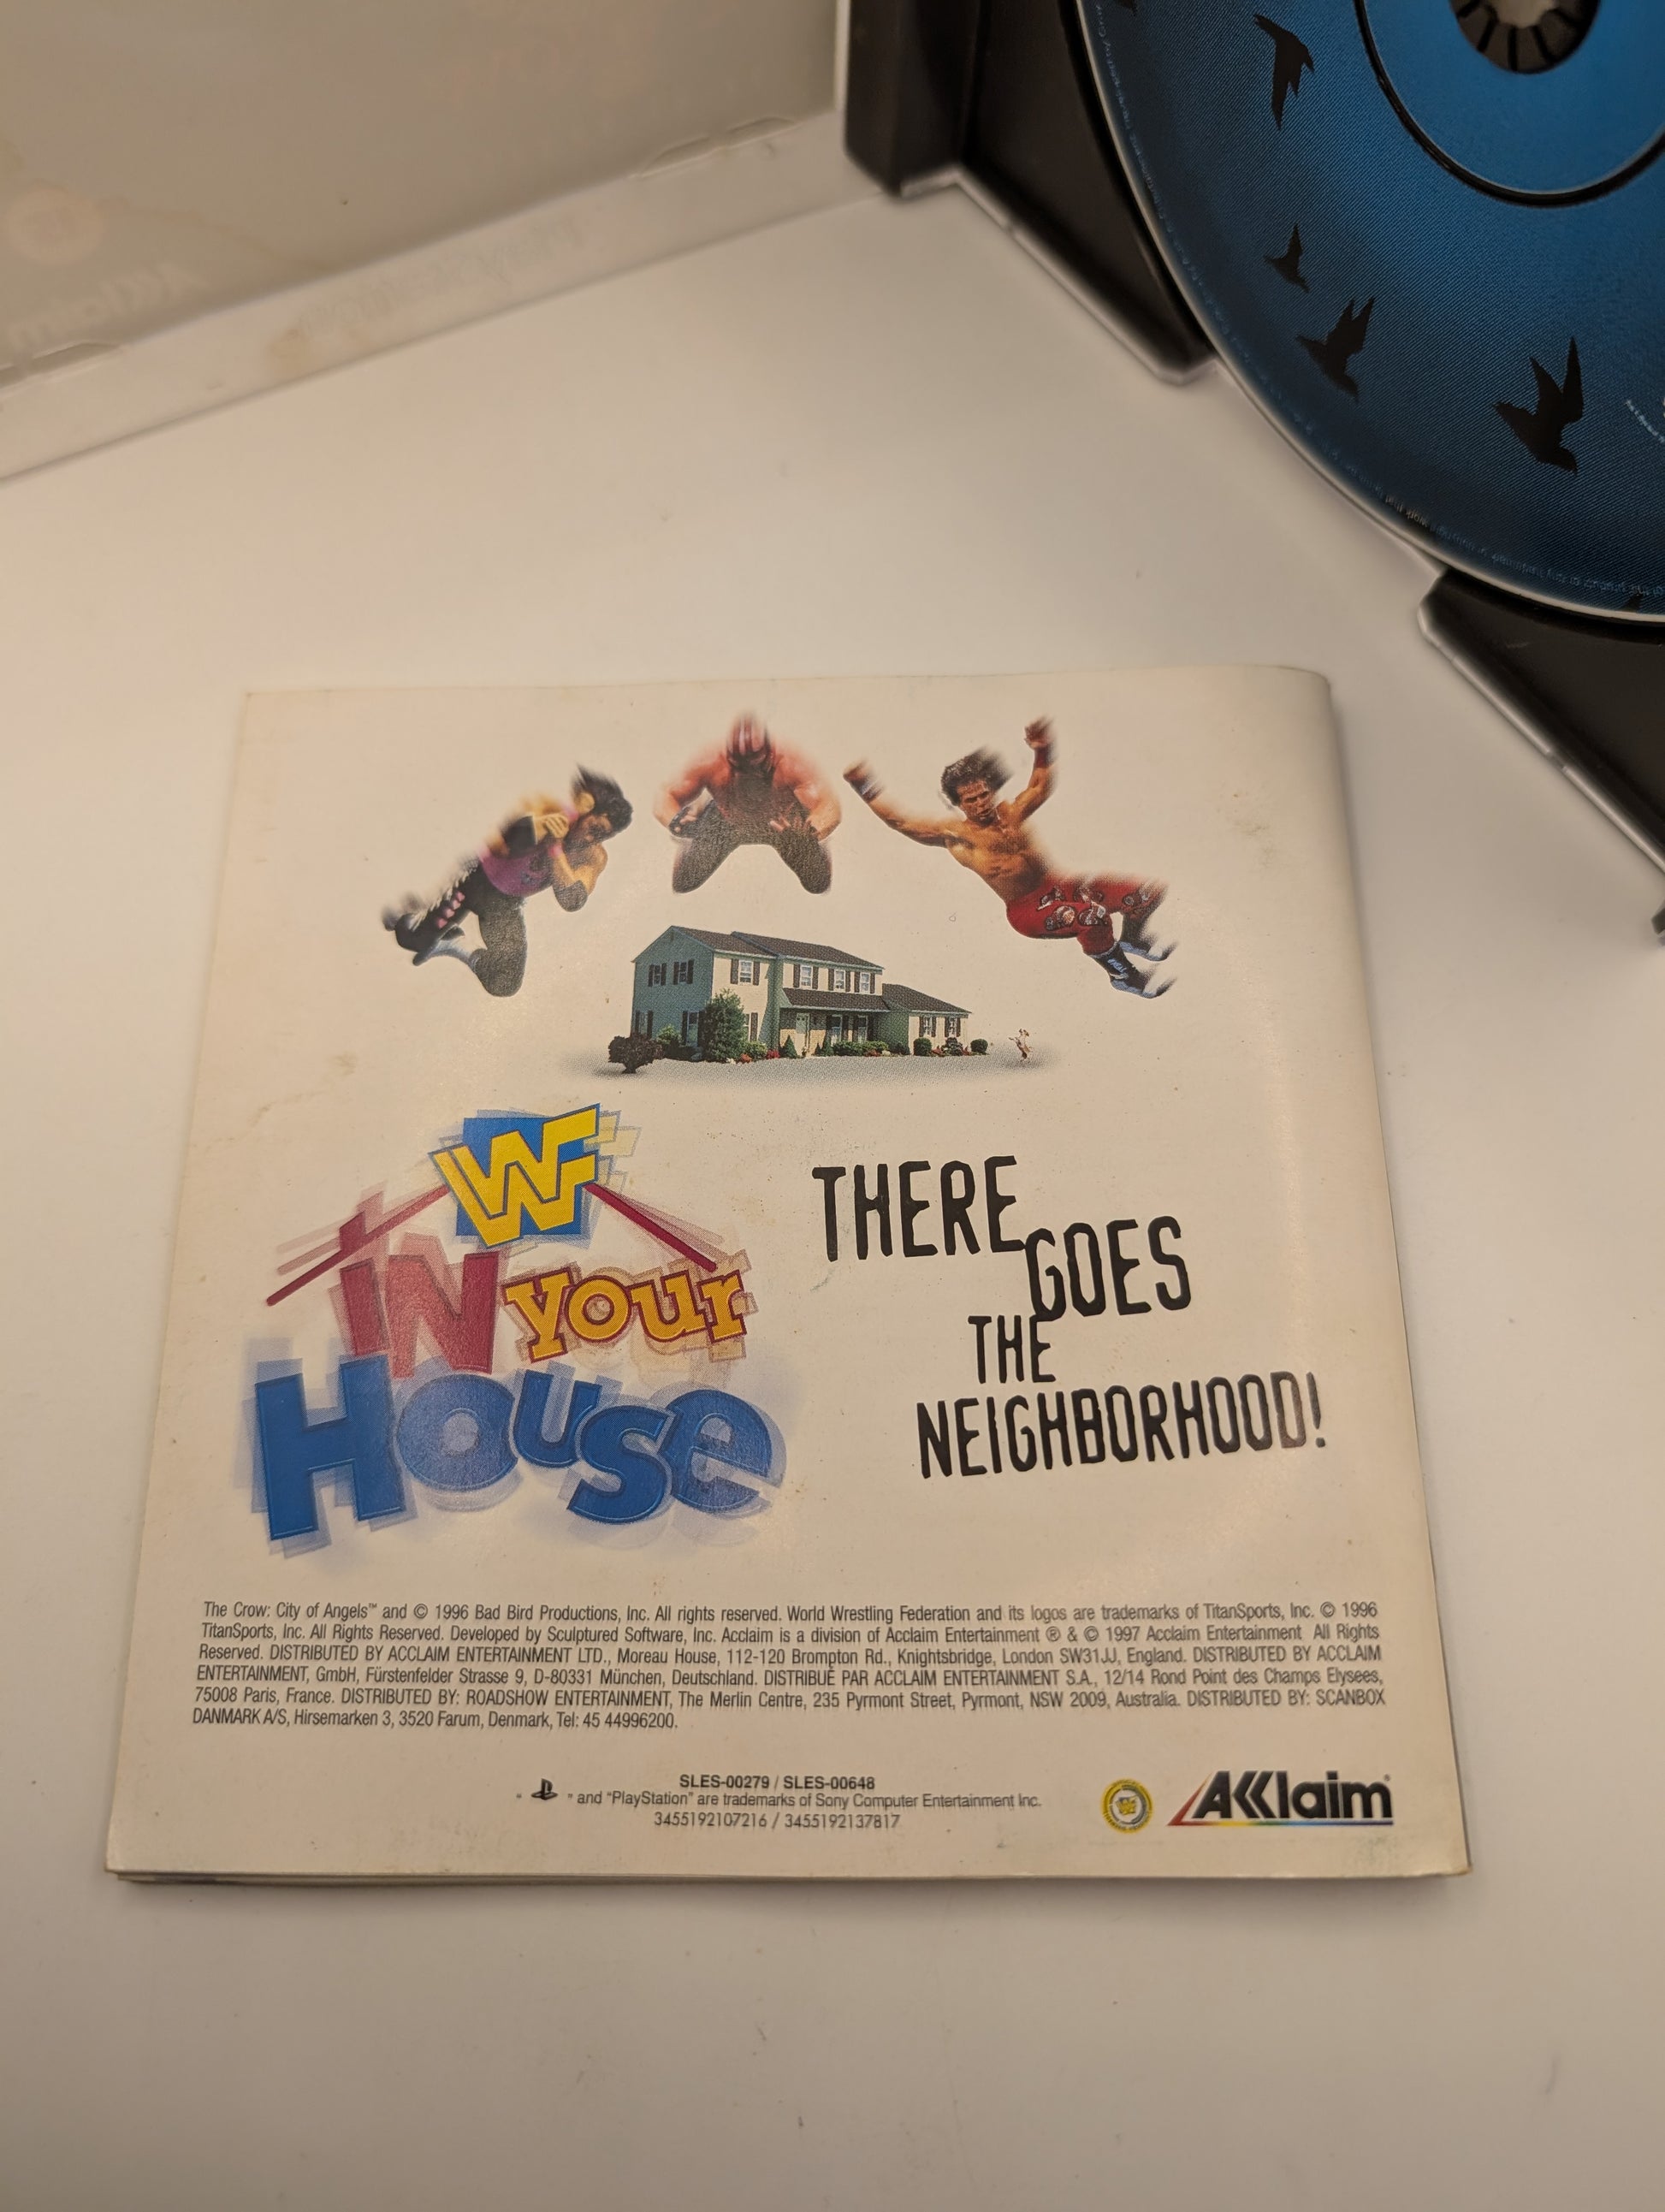 WF
IN your
House
THERE
GOES
THE
NEIGHBORHOOD!
The Crow: City of Angels™ and © 1996 Bad Bird Productions, Inc. All rights reserved. World Wrestling Federation and its logos are trademarks of TitanSports, Inc. © 1996
TitanSports, Inc. All Rights Reserved. Developed by Sculptured Software, Inc. Acclaim is a division of Acclaim Entertainment ® & © 1997 Acclaim Entertainment All Rights
Reserved. DISTRIBUTED BY ACCLAIM ENTERTAINMENT LTD., Moreau House, 112-120 Brompton Rd., Knightsbridge, London SW31JJ, England. DISTRIBUTED BY ACCLAIM
ENTERTAINMENT, GmbH, Fürstenfelder Strasse 9, D-80331 München, Deutschland. DISTRIBUÉ PAR ACCLAIM ENTERTAINMENT S.A., 12/14 Rond Point des Champs Elysees,
75008 Paris, France. DISTRIBUTED BY: ROADSHOW ENTERTAINMENT, The Merlin Centre, 235 Pyrmont Street, Pyrmont, NSW 2009, Australia. DISTRIBUTED BY: SCANBOX
DANMARK A/S, Hirsemarken 3, 3520 Farum, Denmark, Tel: 45 44996200.
SLES-00279 / SLES-00648
" " and "PlayStation" are trademarks of Sony Computer Entertainment Inc.
3455192107216 / 3455192137817
Acclaim®